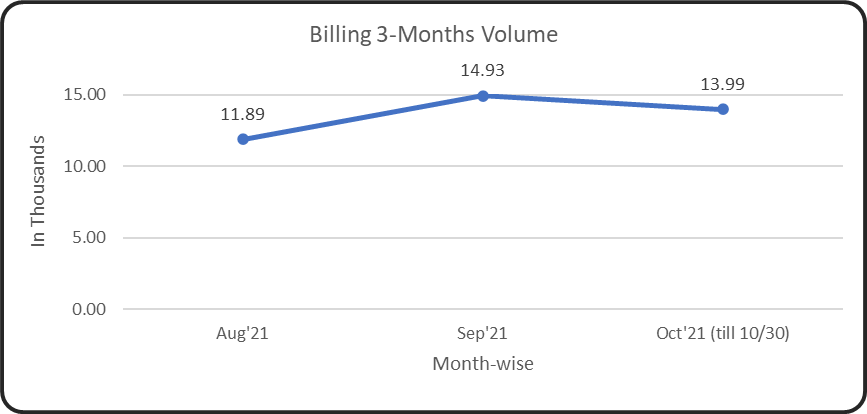 Billing 3-Months Volume
14.93
13.99
11.89
15.00
10.00
5.00
0.00
In Thousands
Aug'21 Sep'21 Oct'21 (till 10/30)
Month-wise